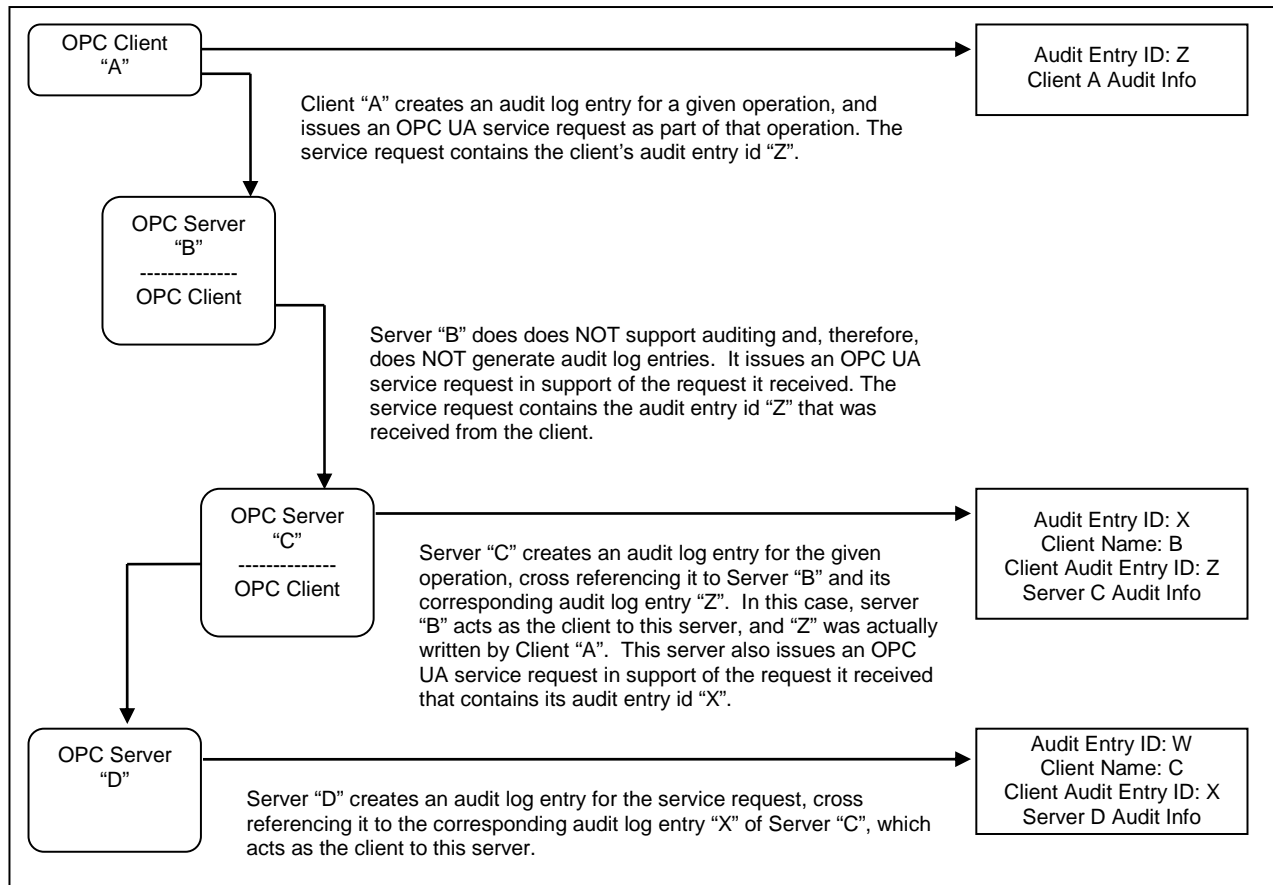 OPC Client
“A”
Audit Entry ID: Z
Client A Audit Info
Client “A” creates an audit log entry for a given operation, and
issues an OPC UA service request as part of that operation. The
service request contains the client’s audit entry id “Z”.
OPC Server
“B”
---------------
OPC Client
Server “B” does does NOT support auditing and, therefore,
does NOT generate audit log entries.  It issues an OPC UA
service request in support of the request it received. The
service request contains the audit entry id “Z” that was
received from the client.
OPC Server
“C”
---------------
OPC Client
Audit Entry ID: X
Client Name: B
Client Audit Entry ID: Z
Server C Audit Info
Server “C” creates an audit log entry for the given
operation, cross referencing it to Server “B” and its
corresponding audit log entry “Z”.  In this case, server
“B” acts as the client to this server, and “Z” was actually
written by Client “A”.  This server also issues an OPC
UA service request in support of the request it received
that contains its audit entry id “X”.
OPC Server
“D”
Audit Entry ID: W
Client Name: C
Client Audit Entry ID: X
Server D Audit Info
Server “D” creates an audit log entry for the service request, cross
referencing it to the corresponding audit log entry “X” of Server “C”, which
acts as the client to this server.